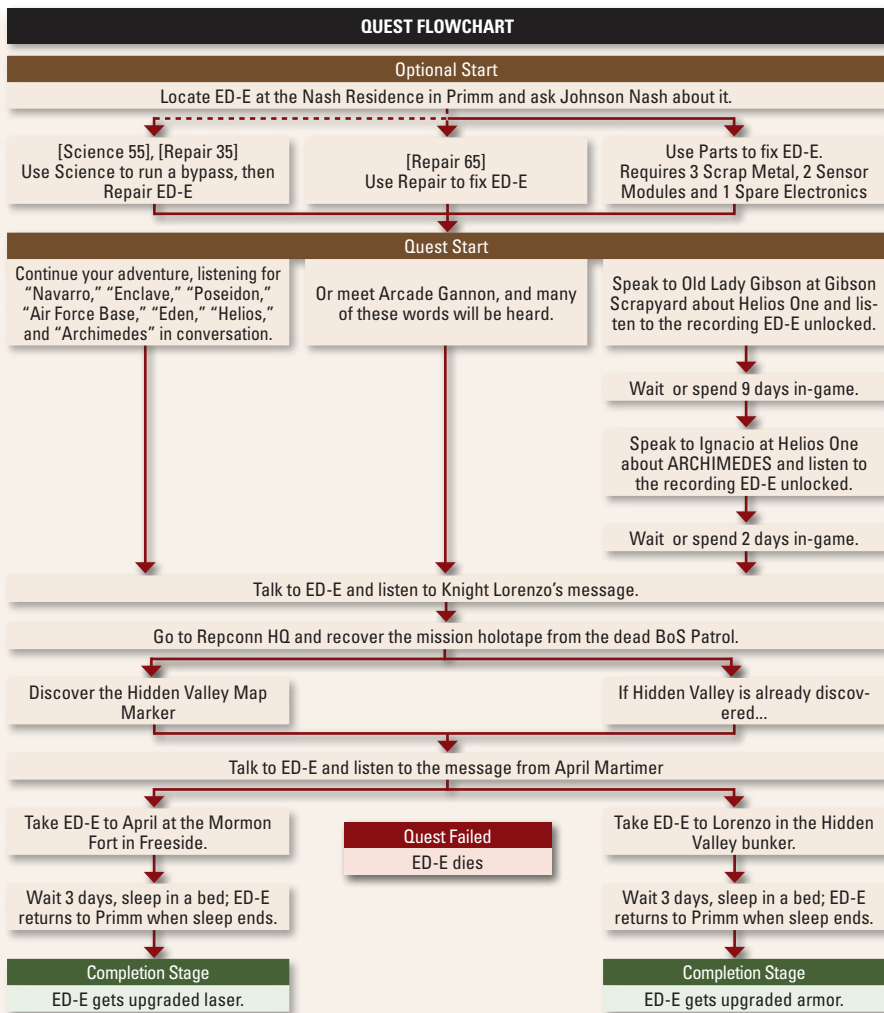 QUEST FLOWCHART
Optional Start
Locate ED-E at the Nash Residence in Primm and ask Johnson Nash about it.
[Science 55], [Repair 35]
Use Science to run a bypass, then
Repair ED-E
[Repair 65]
Use Repair to fix ED-E
Use Parts to fix ED-E.
Requires 3 Scrap Metal, 2 Sensor
Modules and 1 Spare Electronics
Quest Start
Continue your adventure, listening for
“Navarro,” “Enclave,” “Poseidon,”
“Air Force Base,” “Eden,” “Helios,”
and “Archimedes” in conversation.
Or meet Arcade Gannon, and many
of these words will be heard.
Speak to Old Lady Gibson at Gibson
Scrapyard about Helios One and lis-
ten to the recording ED-E unlocked.
Wait or spend 9 days in-game.
Speak to Ignacio at Helios One
about ARCHIMEDES and listen to
the recording ED-E unlocked.
Wait or spend 2 days in-game.
Talk to ED-E and listen to Knight Lorenzo’s message.
Go to Repconn HQ and recover the mission holotape from the dead BoS Patrol.
Discover the Hidden Valley Map
Marker
If Hidden Valley is already discov-
ered...
Talk to ED-E and listen to the message from April Martimer
Take ED-E to April at the Mormon
Fort in Freeside.
Quest Failed
ED-E dies
Take ED-E to Lorenzo in the Hidden
Valley bunker.
Wait 3 days, sleep in a bed; ED-E
returns to Primm when sleep ends.
Wait 3 days, sleep in a bed; ED-E
returns to Primm when sleep ends.
Completion Stage
ED-E gets upgraded laser.
Completion Stage
ED-E gets upgraded armor.